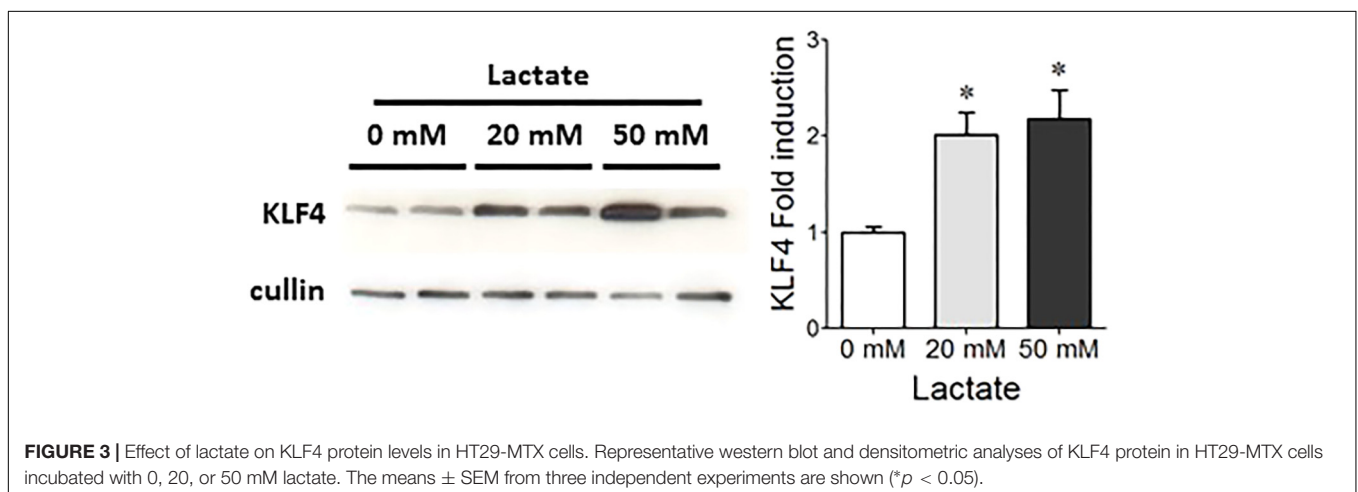 Lactate
0 mM 20 mM 50 mM
KLF4
cullin
KLF4 Fold induction
3
2
1
0
* *
0 mM 20 mM 50 mM
Lactate
FIGURE 3 | Effect of lactate on KLF4 protein levels in HT29-MTX cells. Representative western blot and densitometric analyses of KLF4 protein in HT29-MTX cells
incubated with 0, 20, or 50 mM lactate. The means ± SEM from three independent experiments are shown (*p < 0.05).